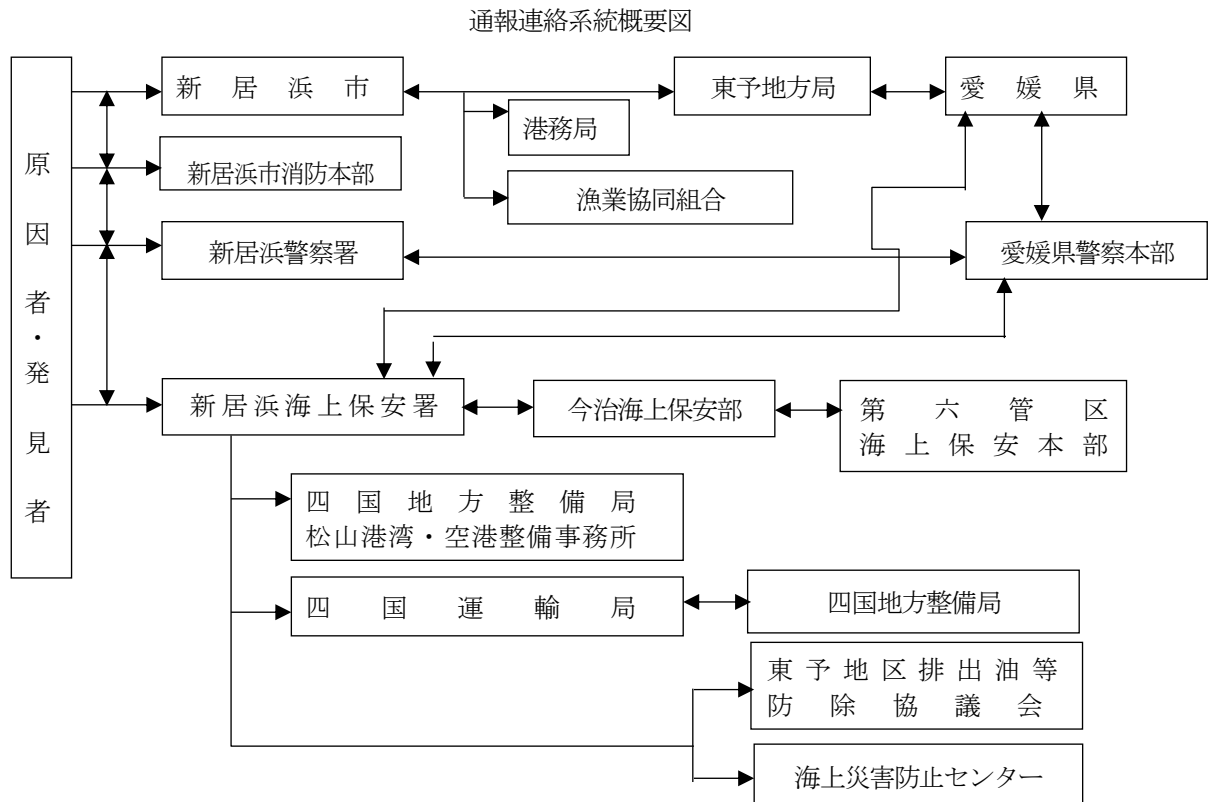 通報連絡系統概要図
原因者・発見者
新居浜市
東予地方局
愛媛県
港務局
新居浜市消防本部
漁業協同組合
新居浜警察署
愛媛県警察本部
新居浜海上保安署
今治海上保安部
第六管区
海上保安本部
四国地方整備局
松山港湾・空港整備事務所
四国運輸局
四国地方整備局
東予地区排出油等
防除協議会
海上災害防止センター